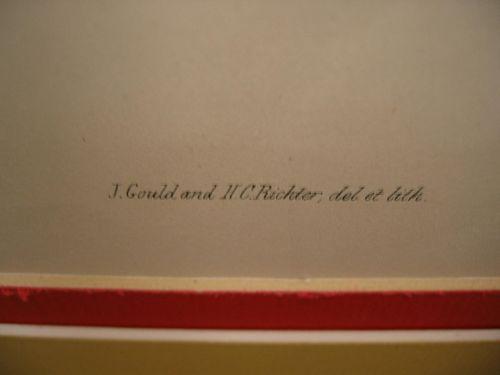 J. Gould and H. C. Richter, del et lith.